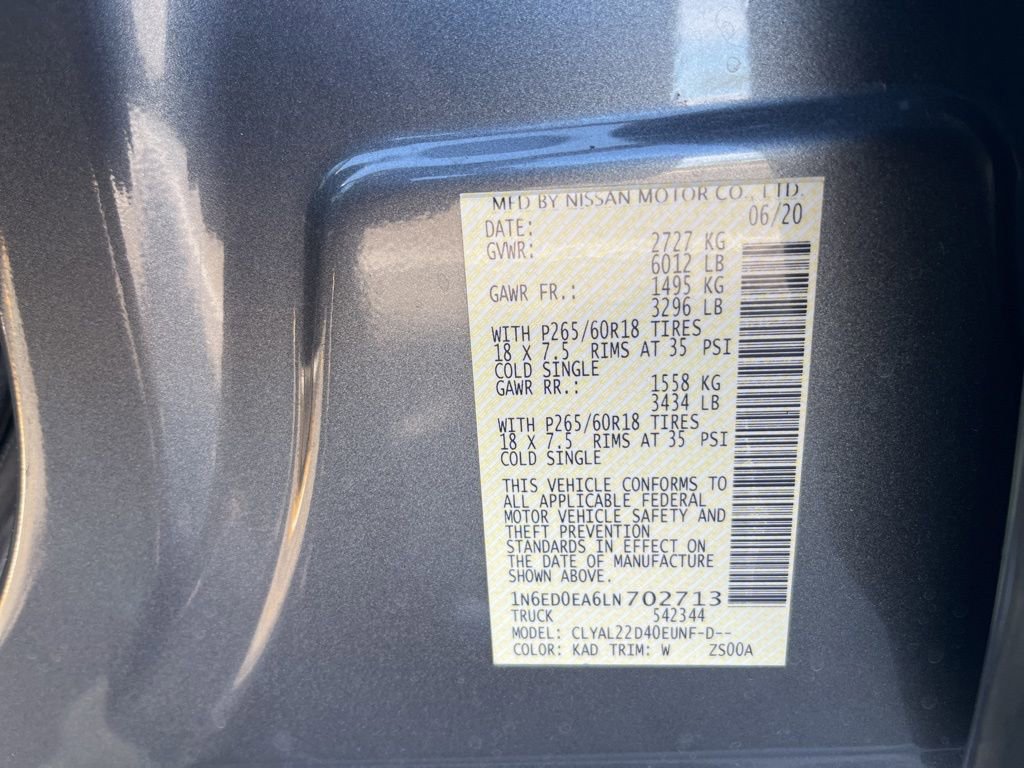 MFD BY NISSAN MOTOR CO., LTD.
DATE: 06/20
GVWR: 2727 KG
6012 LB
GAWR FR.: 1495 KG
3296 LB
WITH P265/60R18 TIRES
18 X 7.5 RIMS AT 35 PSI
COLD SINGLE
GAWR RR.: 1558 KG
3434 LB
WITH P265/60R18 TIRES
18 X 7.5 RIMS AT 35 PSI
COLD SINGLE
THIS VEHICLE CONFORMS TO
ALL APPLICABLE FEDERAL
MOTOR VEHICLE SAFETY AND
THEFT PREVENTION
STANDARDS IN EFFECT ON
THE DATE OF MANUFACTURE
SHOWN ABOVE.
1N6ED0EA6LN702713
TRUCK 542344
MODEL: CLYAL22D40EUNF-D--
COLOR: KAD TRIM: W ZS00A